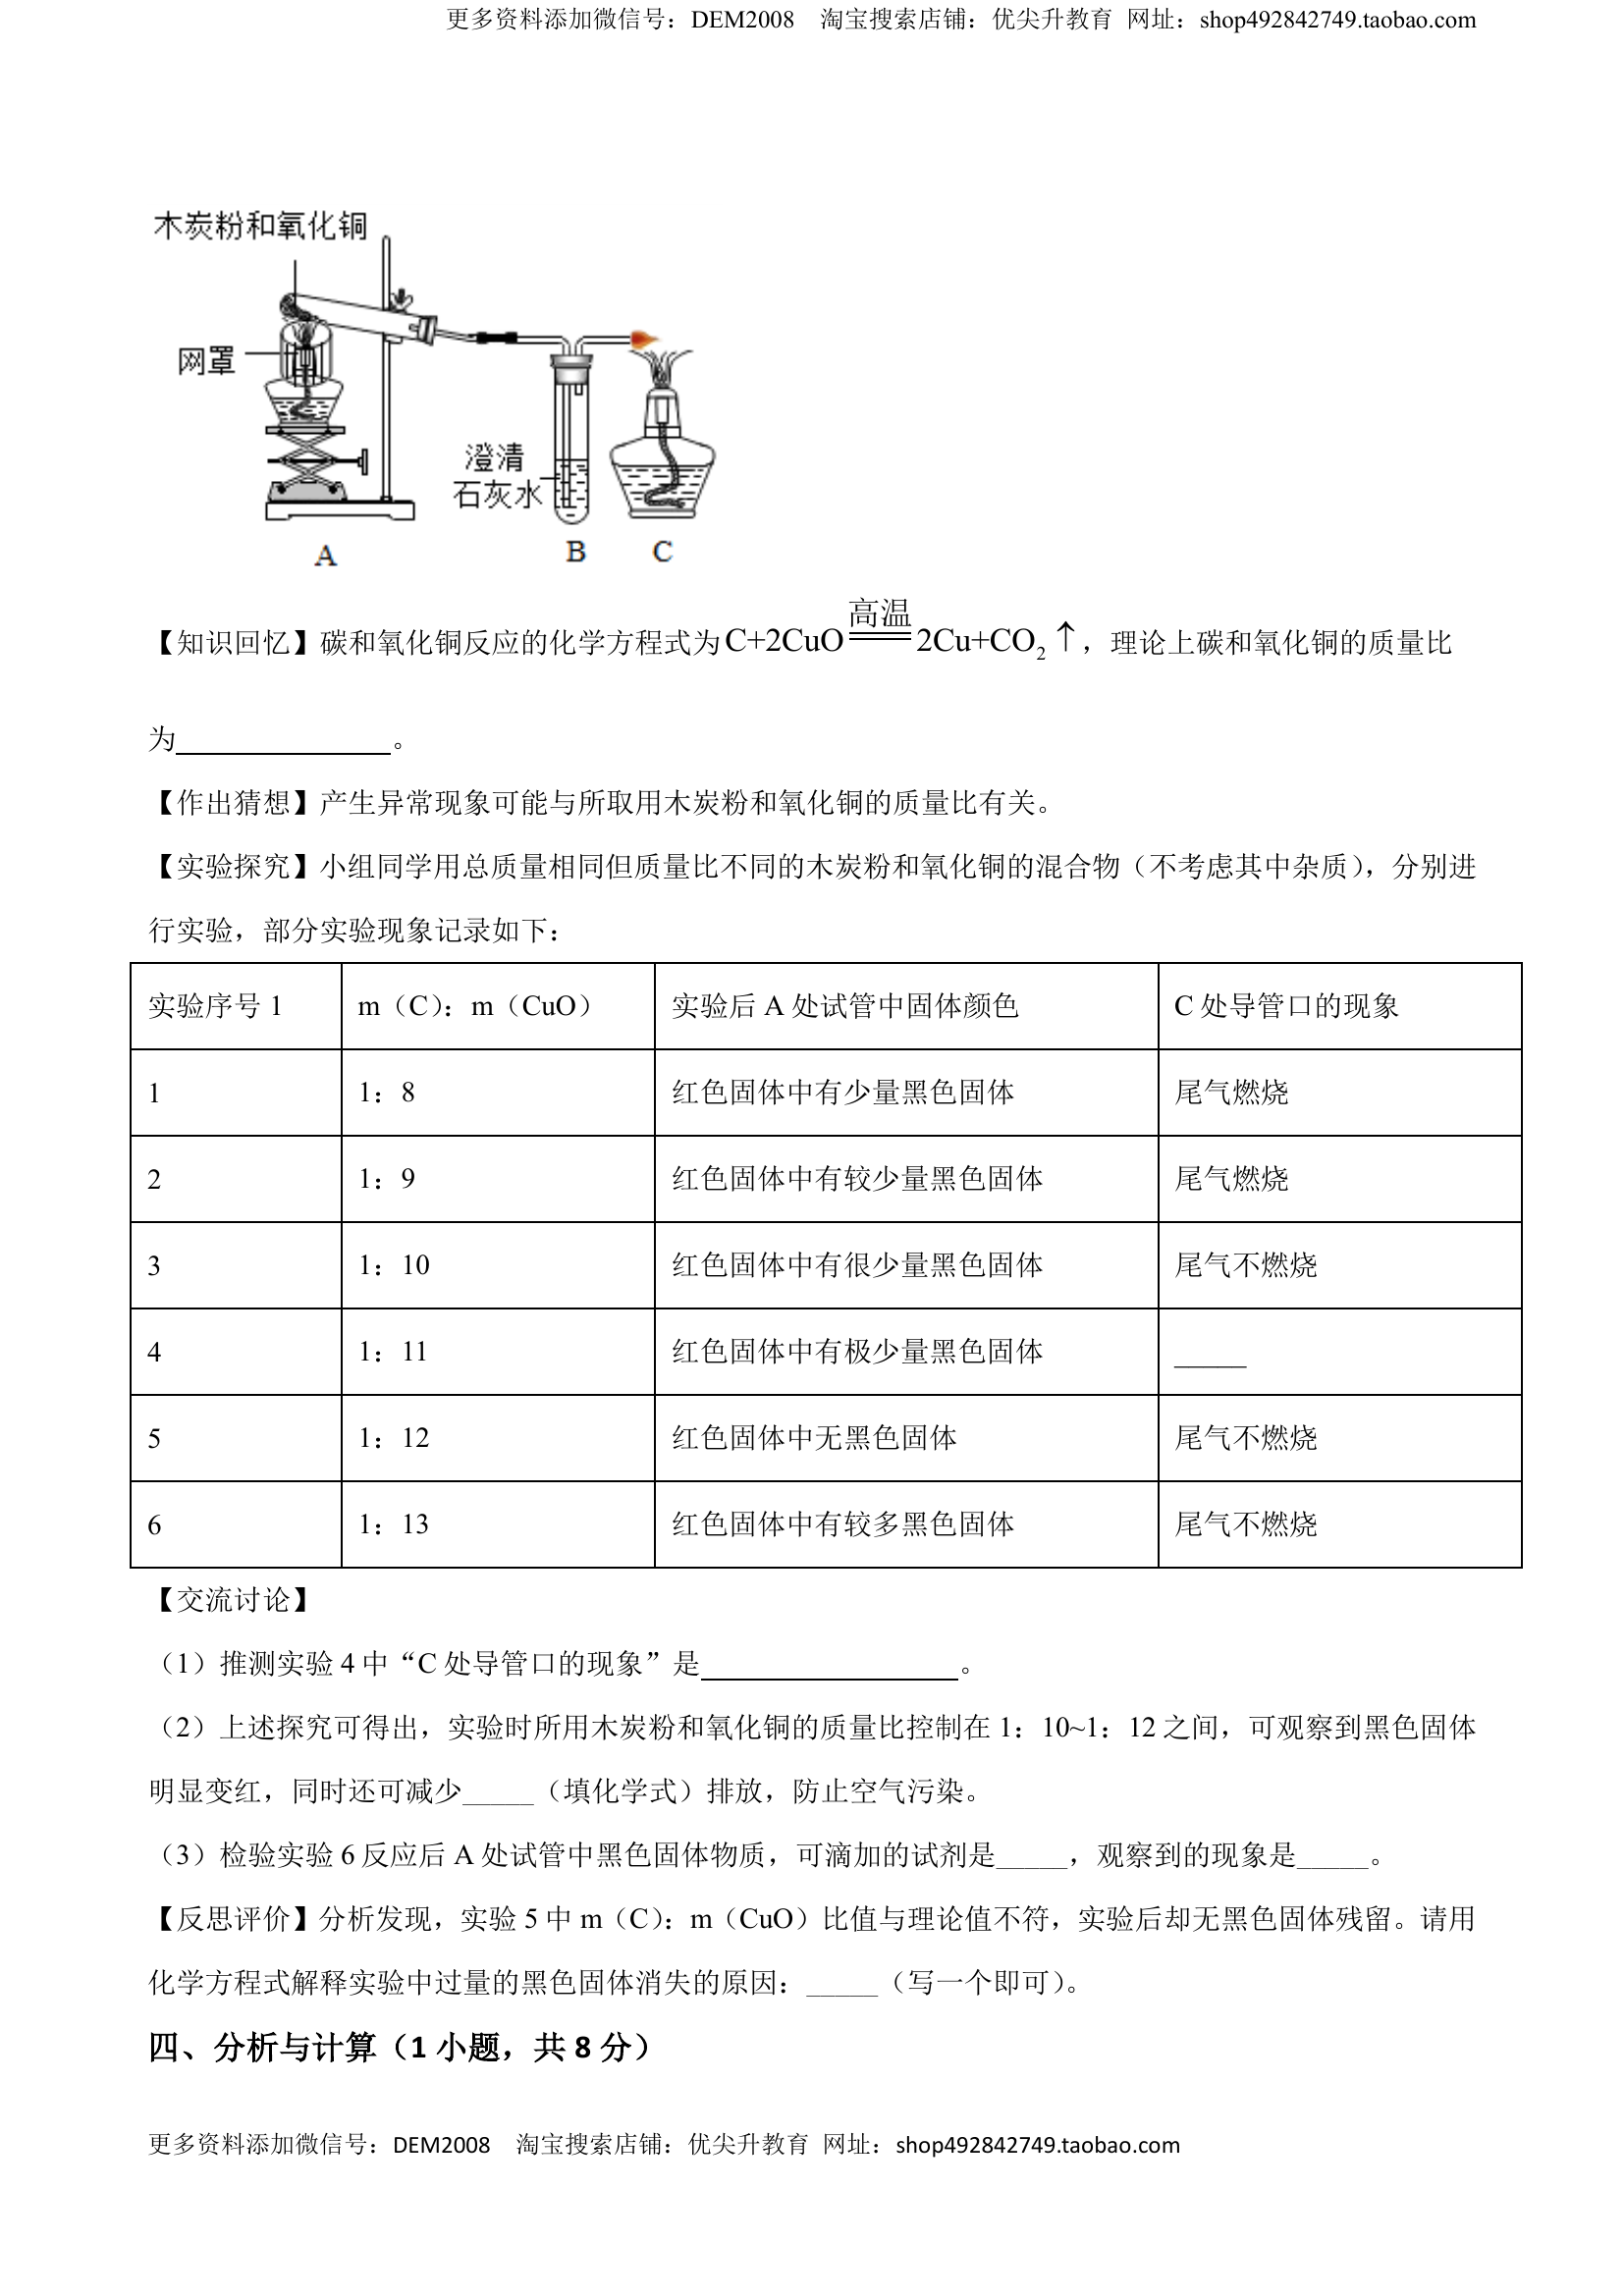 更多资料添加微信号：DEM2008 淘宝搜索店铺：优尖升教育 网址：shop492842749.taobao.com
木炭粉和氧化铜
网罩
澄清
石灰水
A B C
【知识回忆】碳和氧化铜反应的化学方程式为C+2CuO 高温 2Cu+CO₂↑，理论上碳和氧化铜的质量比
为_______________。
【作出猜想】产生异常现象可能与所取用木炭粉和氧化铜的质量比有关。
【实验探究】小组同学用总质量相同但质量比不同的木炭粉和氧化铜的混合物（不考虑其中杂质），分别进
行实验，部分实验现象记录如下：
实验序号 1 m（C）：m（CuO） 实验后 A 处试管中固体颜色 C 处导管口的现象
1 1：8 红色固体中有少量黑色固体 尾气燃烧
2 1：9 红色固体中有较少量黑色固体 尾气燃烧
3 1：10 红色固体中有很少量黑色固体 尾气不燃烧
4 1：11 红色固体中有极少量黑色固体 _____
5 1：12 红色固体中无黑色固体 尾气不燃烧
6 1：13 红色固体中有较多黑色固体 尾气不燃烧
【交流讨论】
（1）推测实验 4 中“C 处导管口的现象”是__________________。
（2）上述探究可得出，实验时所用木炭粉和氧化铜的质量比控制在 1：10~1：12 之间，可观察到黑色固体
明显变红，同时还可减少_____（填化学式）排放，防止空气污染。
（3）检验实验 6 反应后 A 处试管中黑色固体物质，可滴加的试剂是_____，观察到的现象是_____。
【反思评价】分析发现，实验 5 中 m（C）：m（CuO）比值与理论值不符，实验后却无黑色固体残留。请用
化学方程式解释实验中过量的黑色固体消失的原因：_____（写一个即可）。
四、分析与计算（1 小题，共 8 分）
更多资料添加微信号：DEM2008 淘宝搜索店铺：优尖升教育 网址：shop492842749.taobao.com